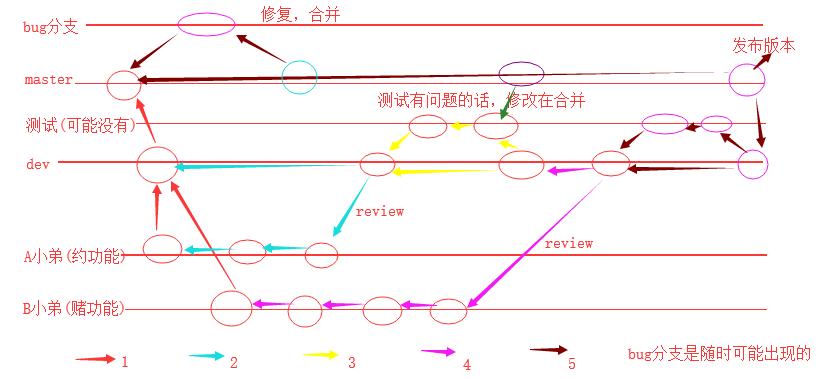 bug分支
修复，合并
发布版本
master
测试有问题的话，修改在合并
测试(可能没有)
dev
review
review
A小弟(约功能)
B小弟(赌功能)
1
2
3
4
5
bug分支是随时可能出现的